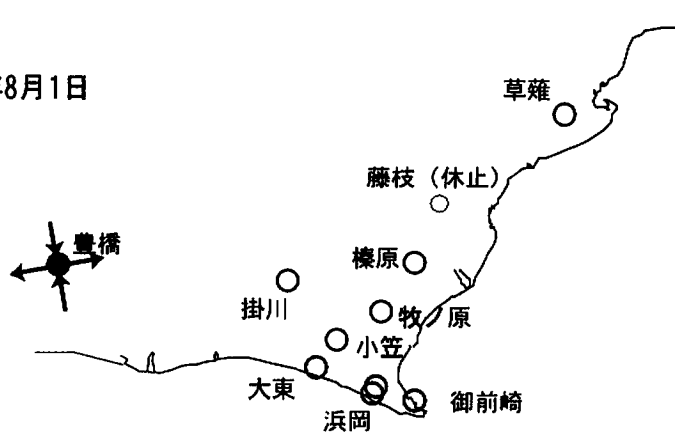 8月1日
草薙
藤枝（休止）
豊橋
榛原
掛川
牧ノ原
小笠
大東
浜岡
御前崎